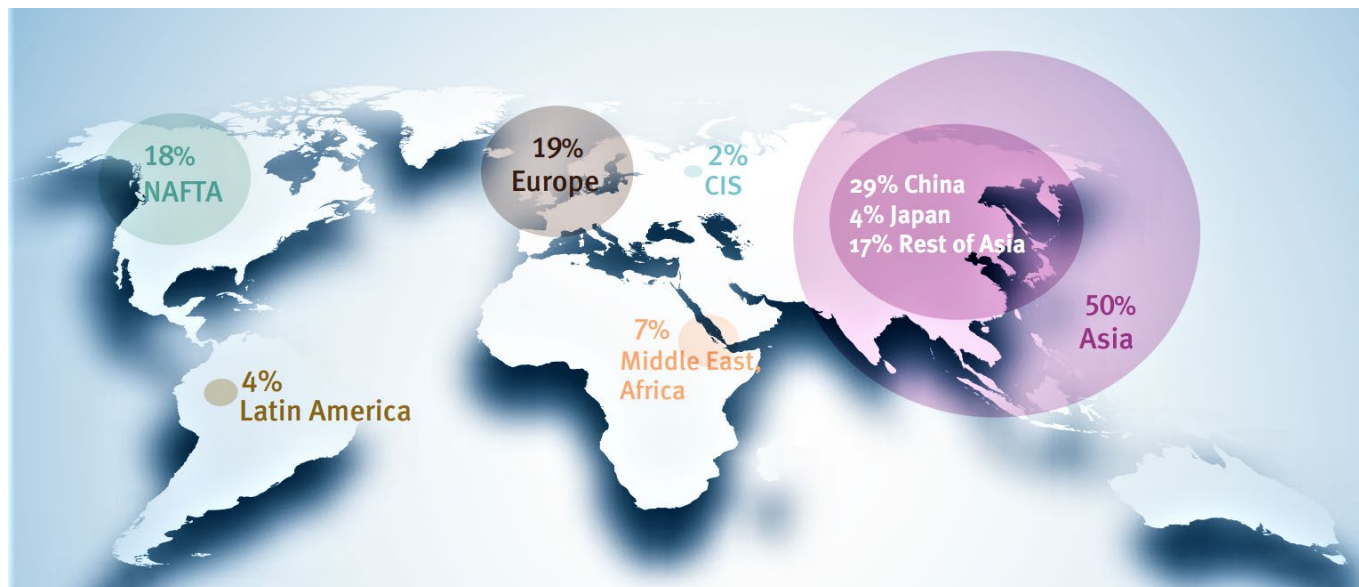 18%
NAFTA
19%
Europe
2%
CIS
29% China
4% Japan
17% Rest of Asia
50%
Asia
7%
Middle East,
Africa
4%
Latin America